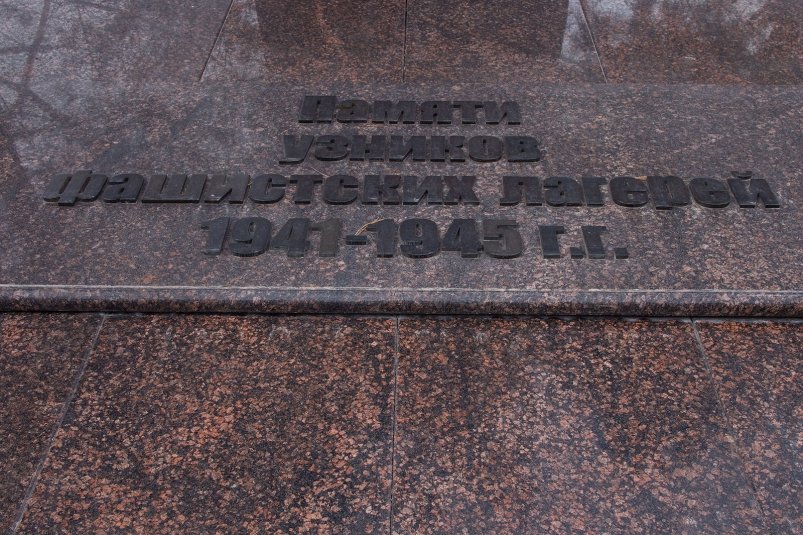 Памяти
узников
фашистских лагерей
1941-1945 г.г.